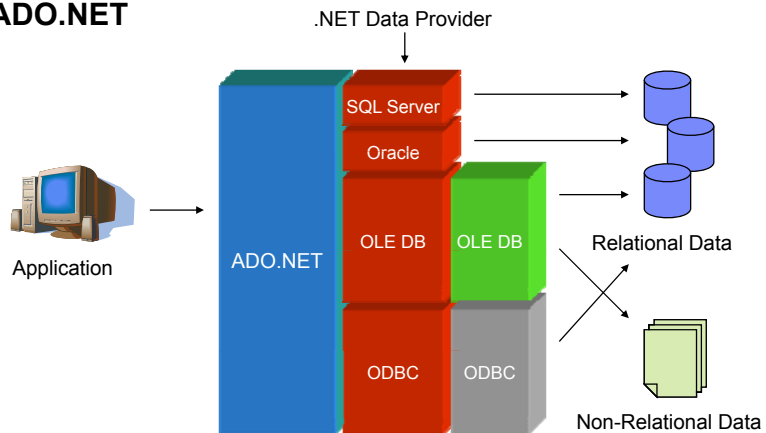 ADO.NET
.NET Data Provider
SQL Server
Oracle
OLE DB
OLE DB
ADO.NET
Application
Relational Data
ODBC
ODBC
Non-Relational Data